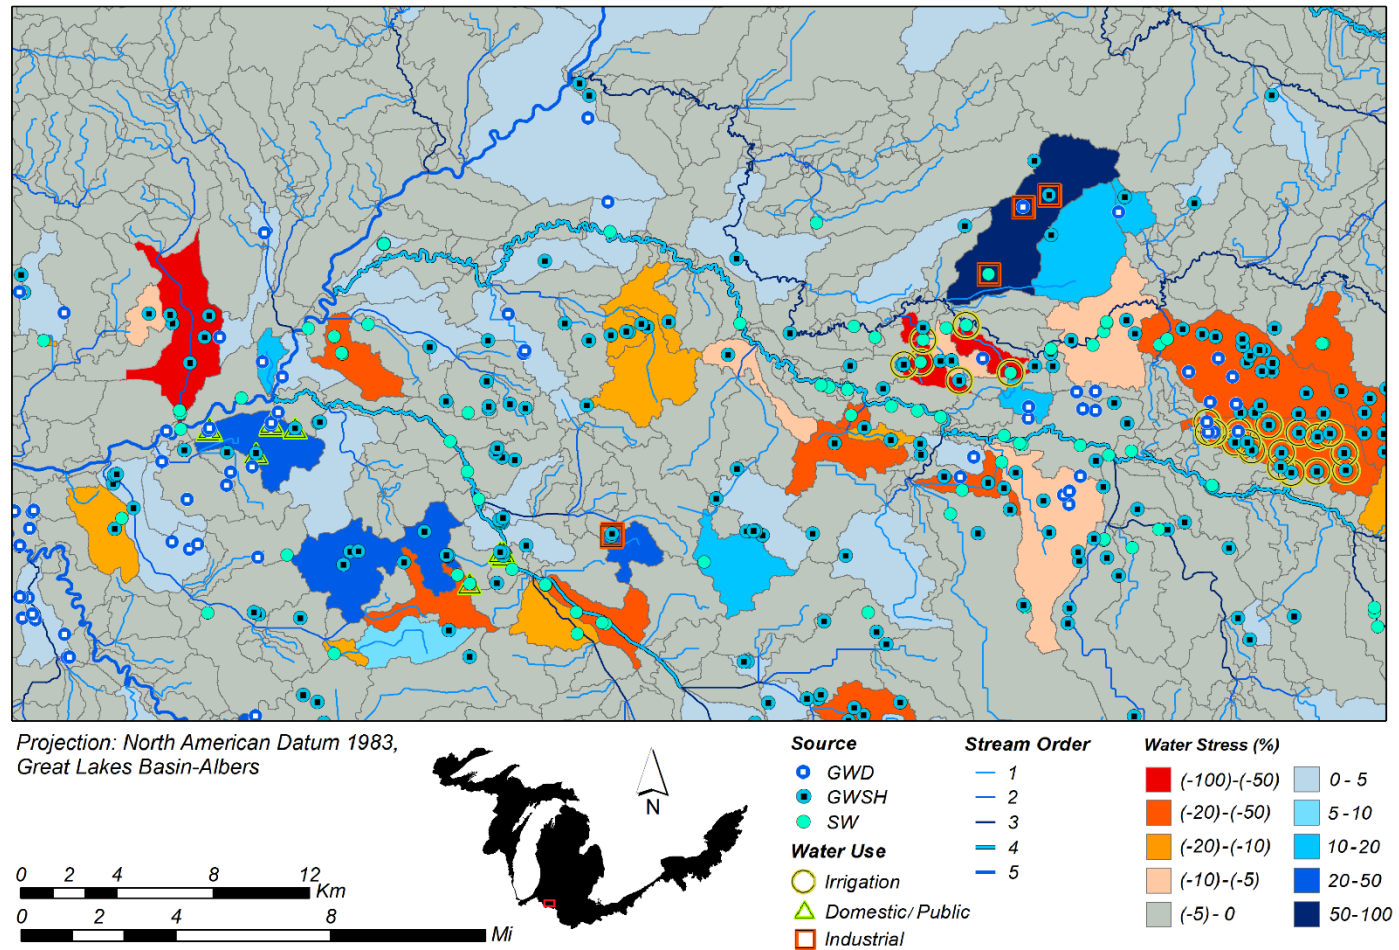 Projection: North American Datum 1983,
Great Lakes Basin-Albers
0 2 4 8 12
Km
0 2 4 8
Mi
N
Source
GWD
GWSH
SW
Water Use
Irrigation
Domestic/Public
Industrial
Stream Order
1
2
3
4
5
Water Stress (%)
(-100)-(-50)
(-20)-(-50)
(-20)-(-10)
(-10)-(-5)
(-5)-0
0-5
5-10
10-20
20-50
50-100